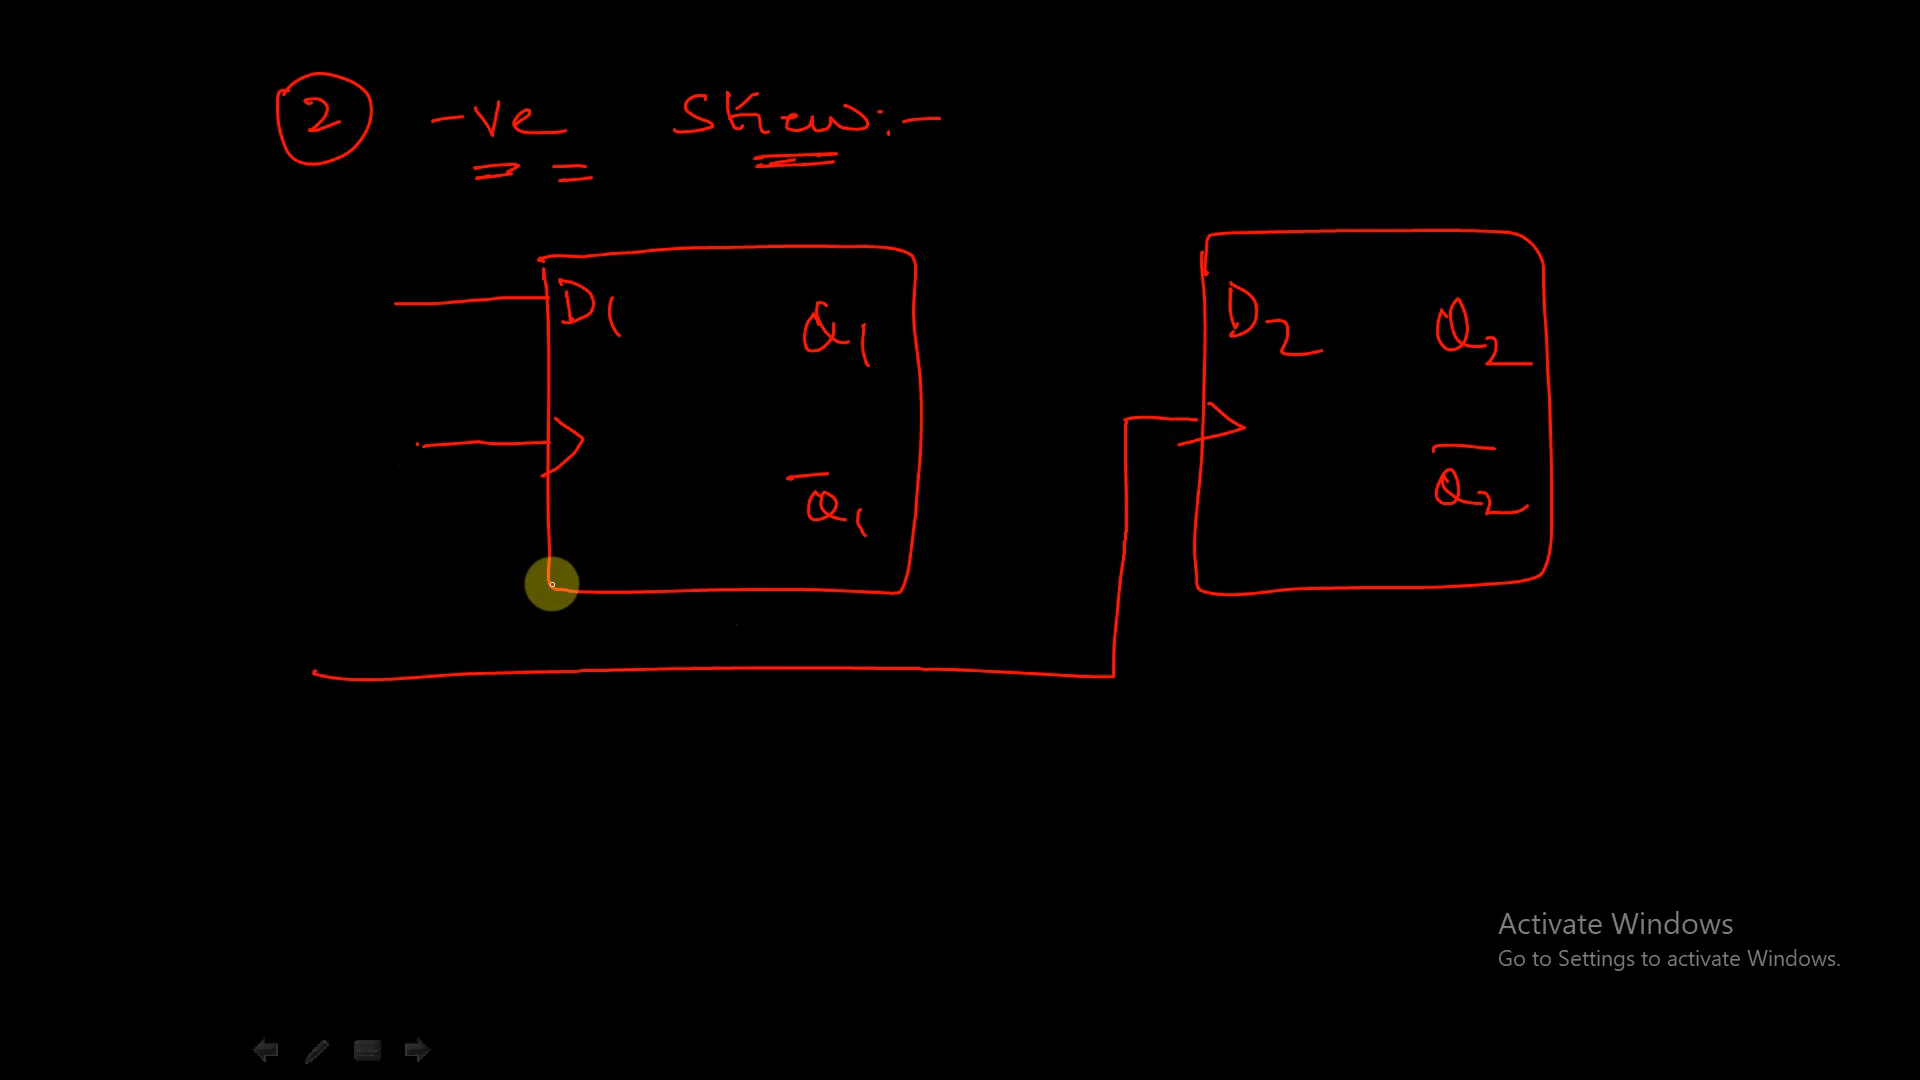 2 -ve Skew:-
D1 Q1
D2 Q2
Q̅1
Q̅2
Activate Windows
Go to Settings to activate Windows.